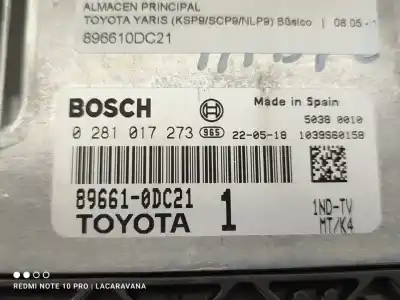 ALMACEN PRINCIPAL
TOYOTA YARIS (KSP9/SCP9/NLP9) Básico | 08.05 - 1
896610DC21
BOSCH
Made in Spain
5038 0010
0 281 017 273 965 22-05-18 1039S60158
89661-0DC21
TOYOTA 1
1ND-TV
MT/K4
REDMI NOTE 10 PRO | LACARAVANA